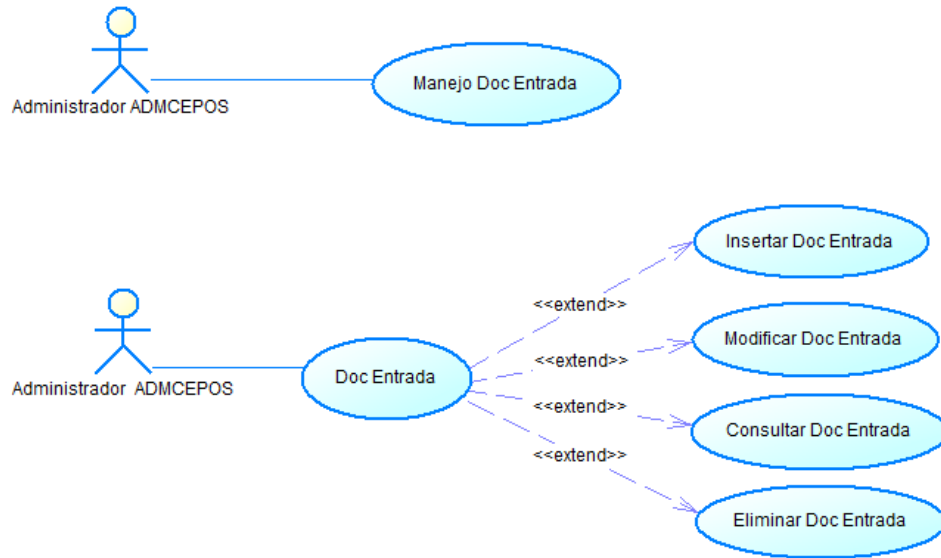 Manejo Doc Entrada
Administrador ADMCEPOS
Insertar Doc Entrada
<<extend>>
Modificar Doc Entrada
<<extend>>
Administrador ADMCEPOS
Doc Entrada
<<extend>>
Consultar Doc Entrada
<<extend>>
Eliminar Doc Entrada